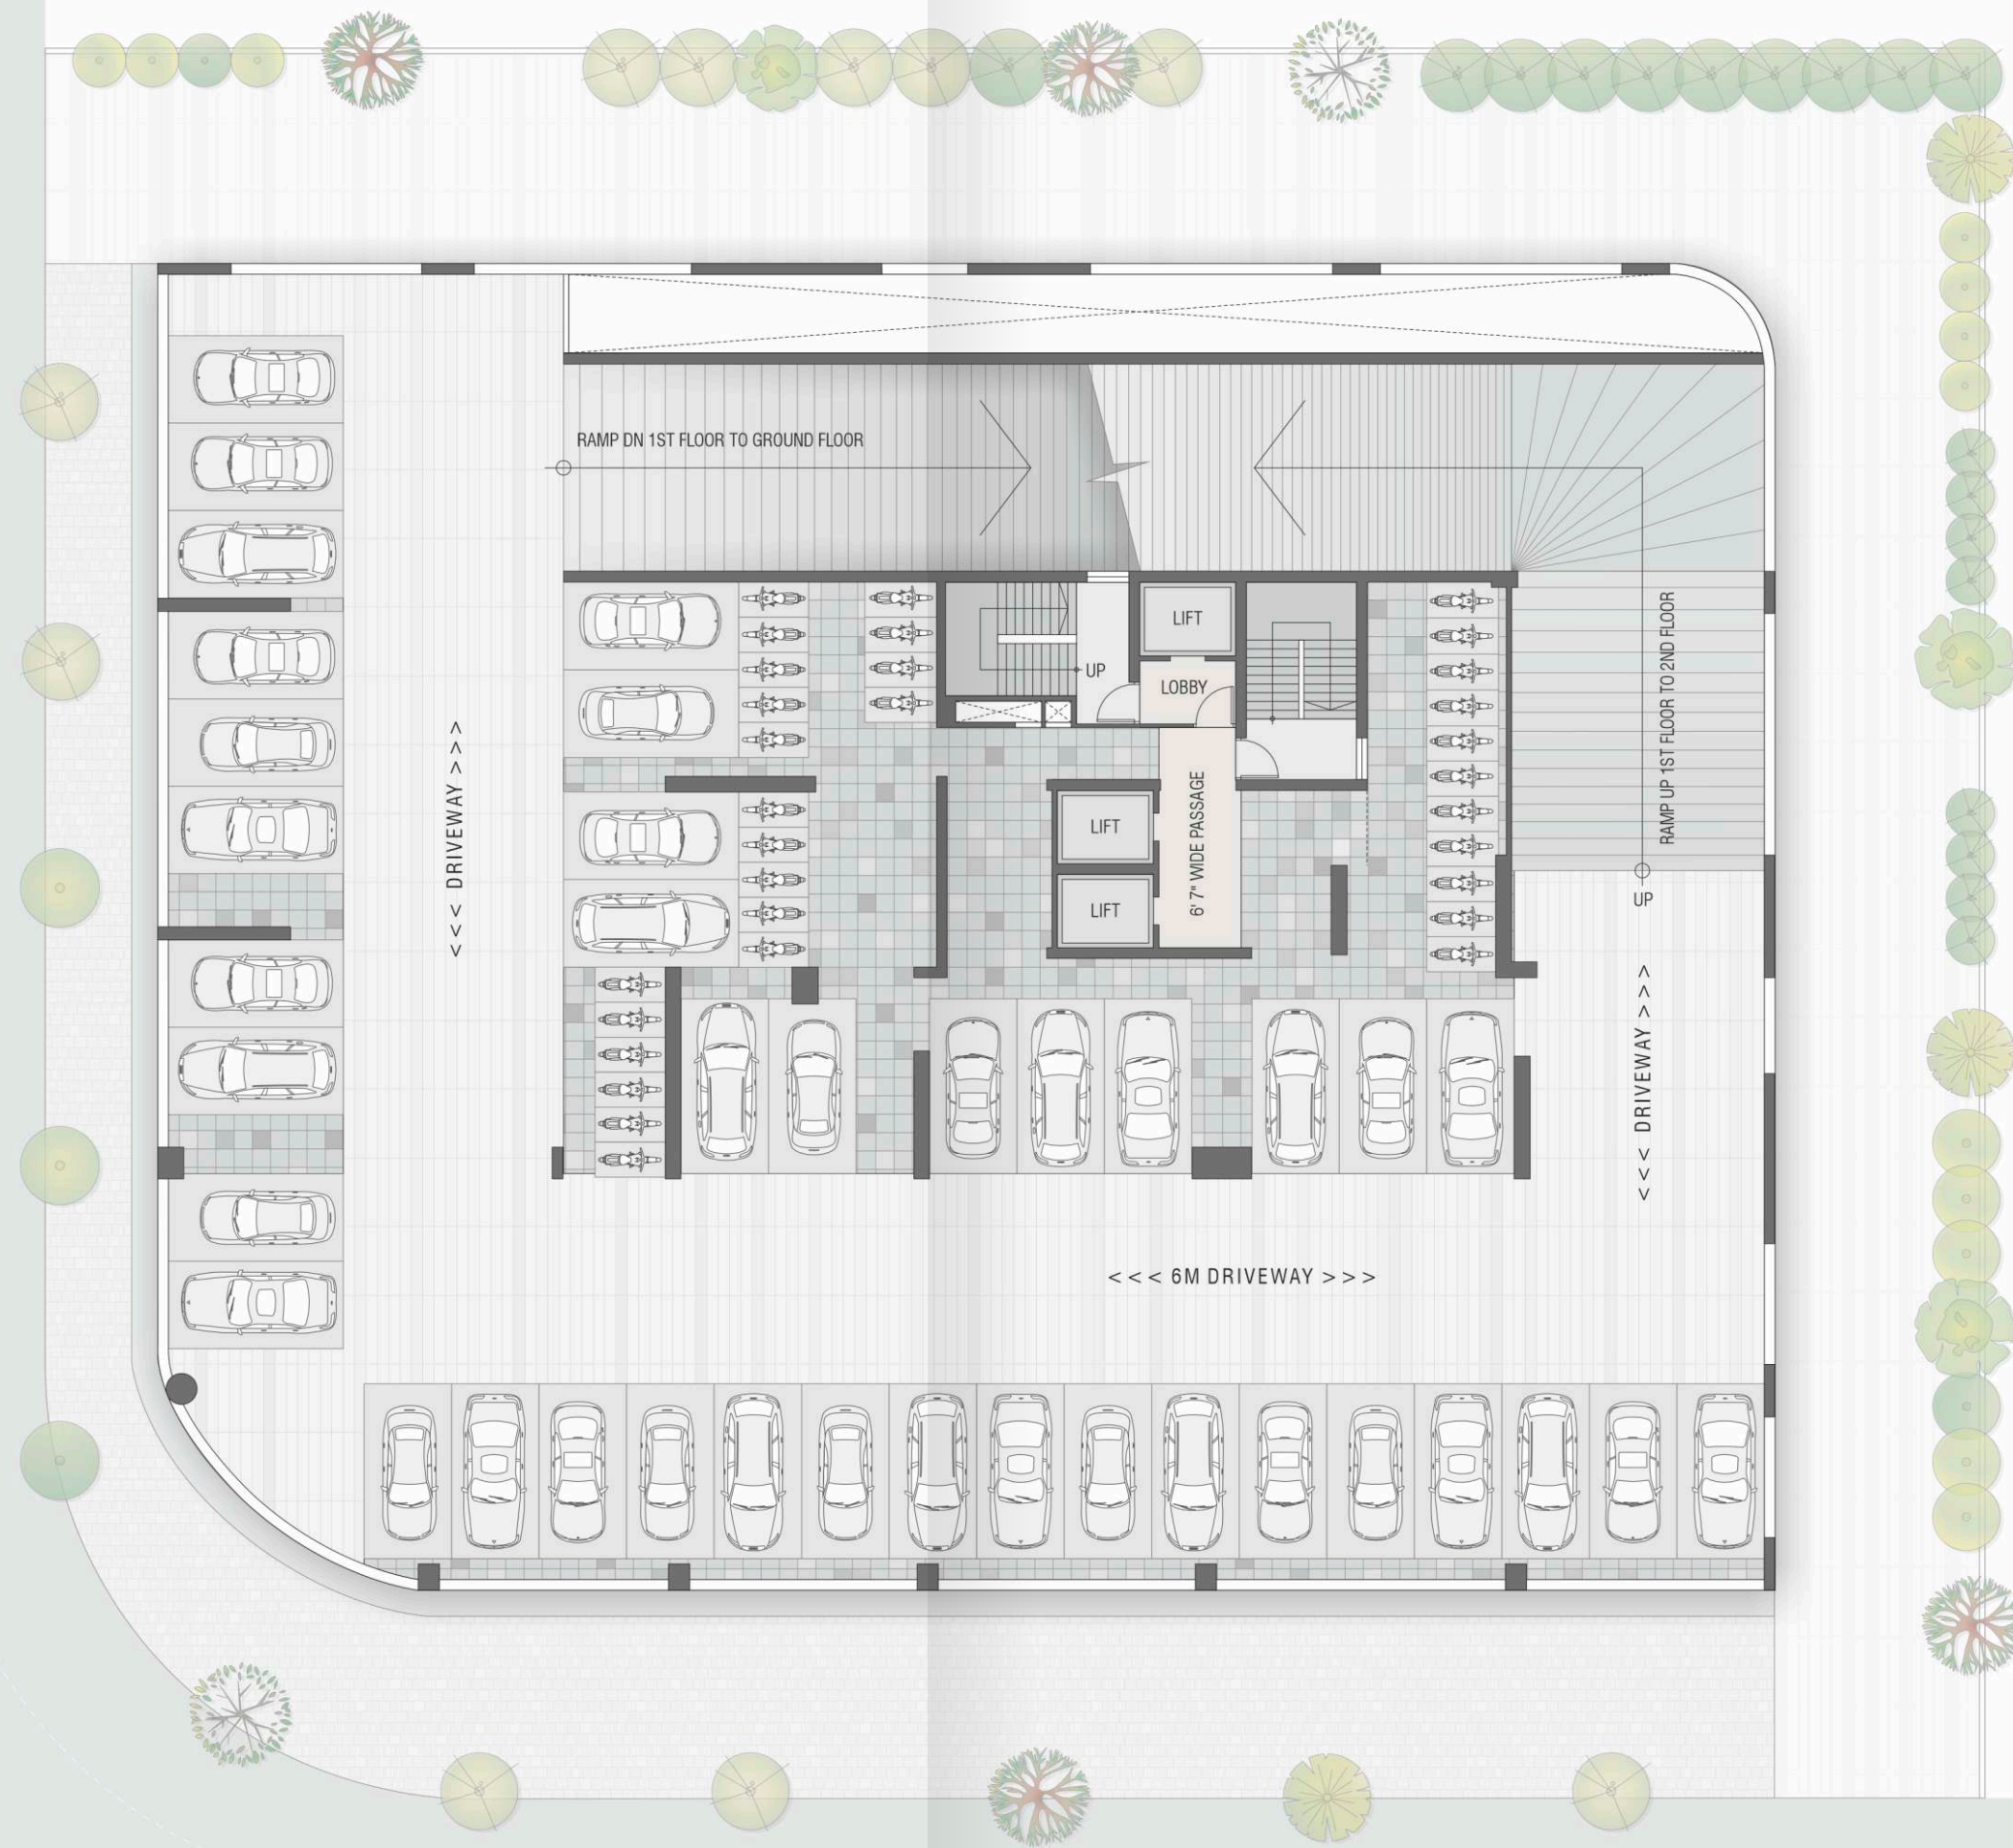 RAMP DN 1ST FLOOR TO GROUND FLOOR
LIFT
UP
LOBBY
RAMP UP 1ST FLOOR TO 2ND FLOOR
<<< DRIVEWAY >>>
LIFT
6' 7" WIDE PASSAGE
LIFT
UP
<<< DRIVEWAY >>>
<<< 6M DRIVEWAY >>>